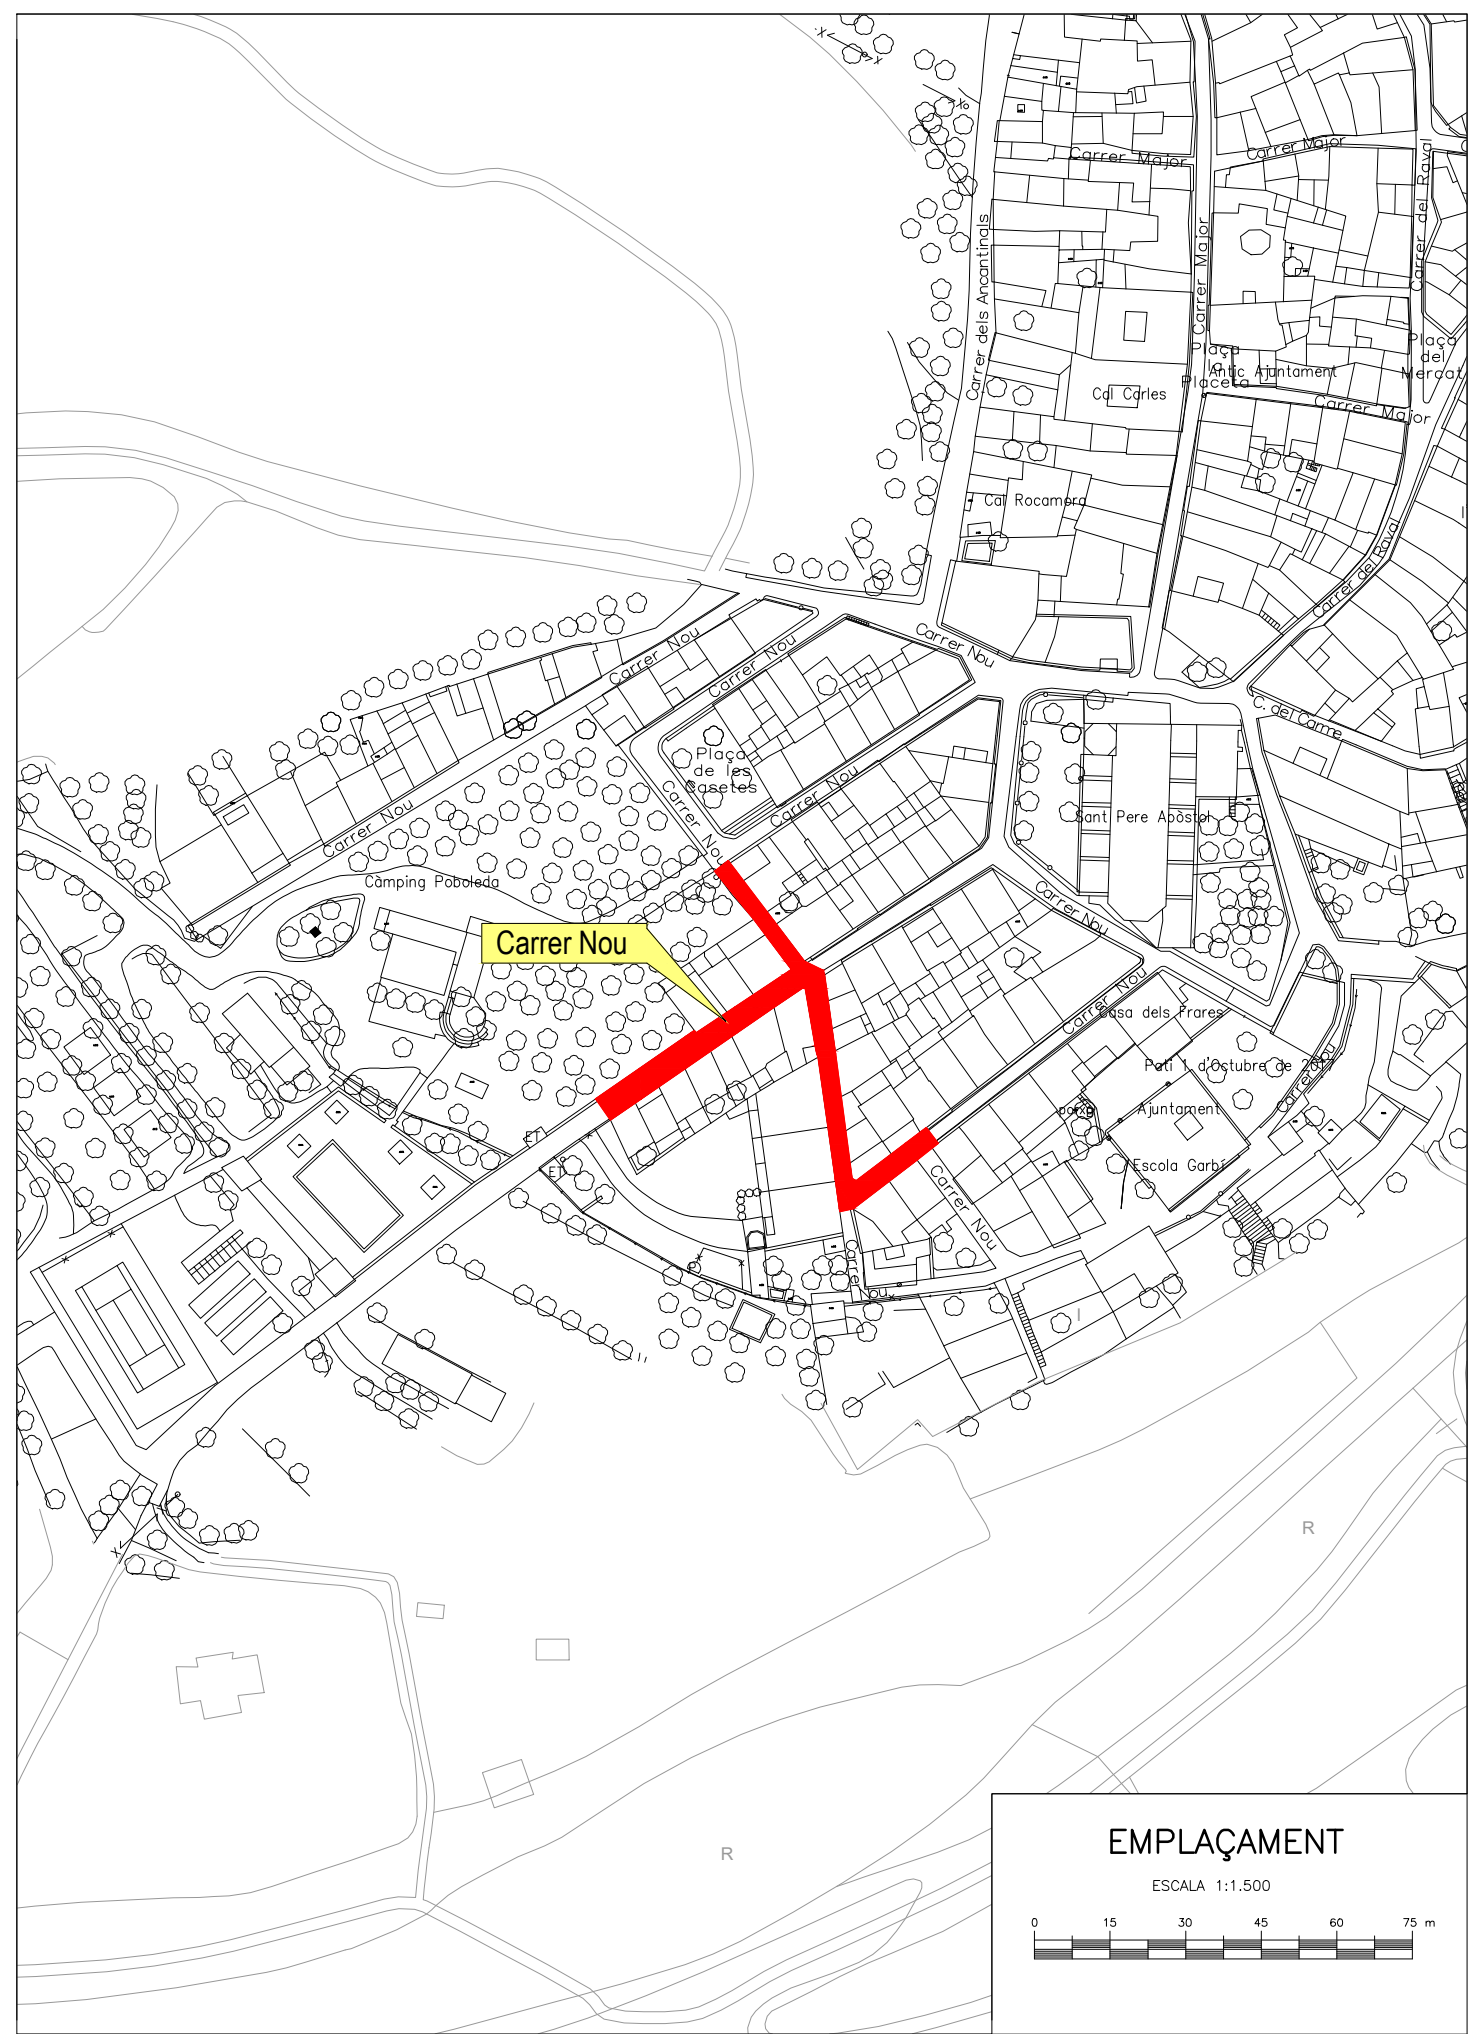 Carrer Major
Carrer Major
Carrer del Raval
Carrer dels Ancantinals
Carrer Major
Plaça
la
Placeta
Antic Ajuntament
Plaça
del
Mercat
Cal Carles
Carrer Major
Cal Rocamora
Carrer del Raval
Carrer Nou
Carrer Nou
Carrer Nou
C. del Carme
Plaça
de les
Casetes
Carrer Nou
Carrer Nou
Carrer Nou
Sant Pere Apòstol
Càmping Poboleda
Carrer Nou
Carrer Nou
Carrer Nou
Casa dels Frares
Pati 1 d'Octubre de 2017
Carrer Nou
porxo
Ajuntament
ET
ET
Escola Garbí
Carrer Nou
Carrer Nou
R
R
EMPLAÇAMENT
ESCALA 1:1.500
0 15 30 45 60 75 m